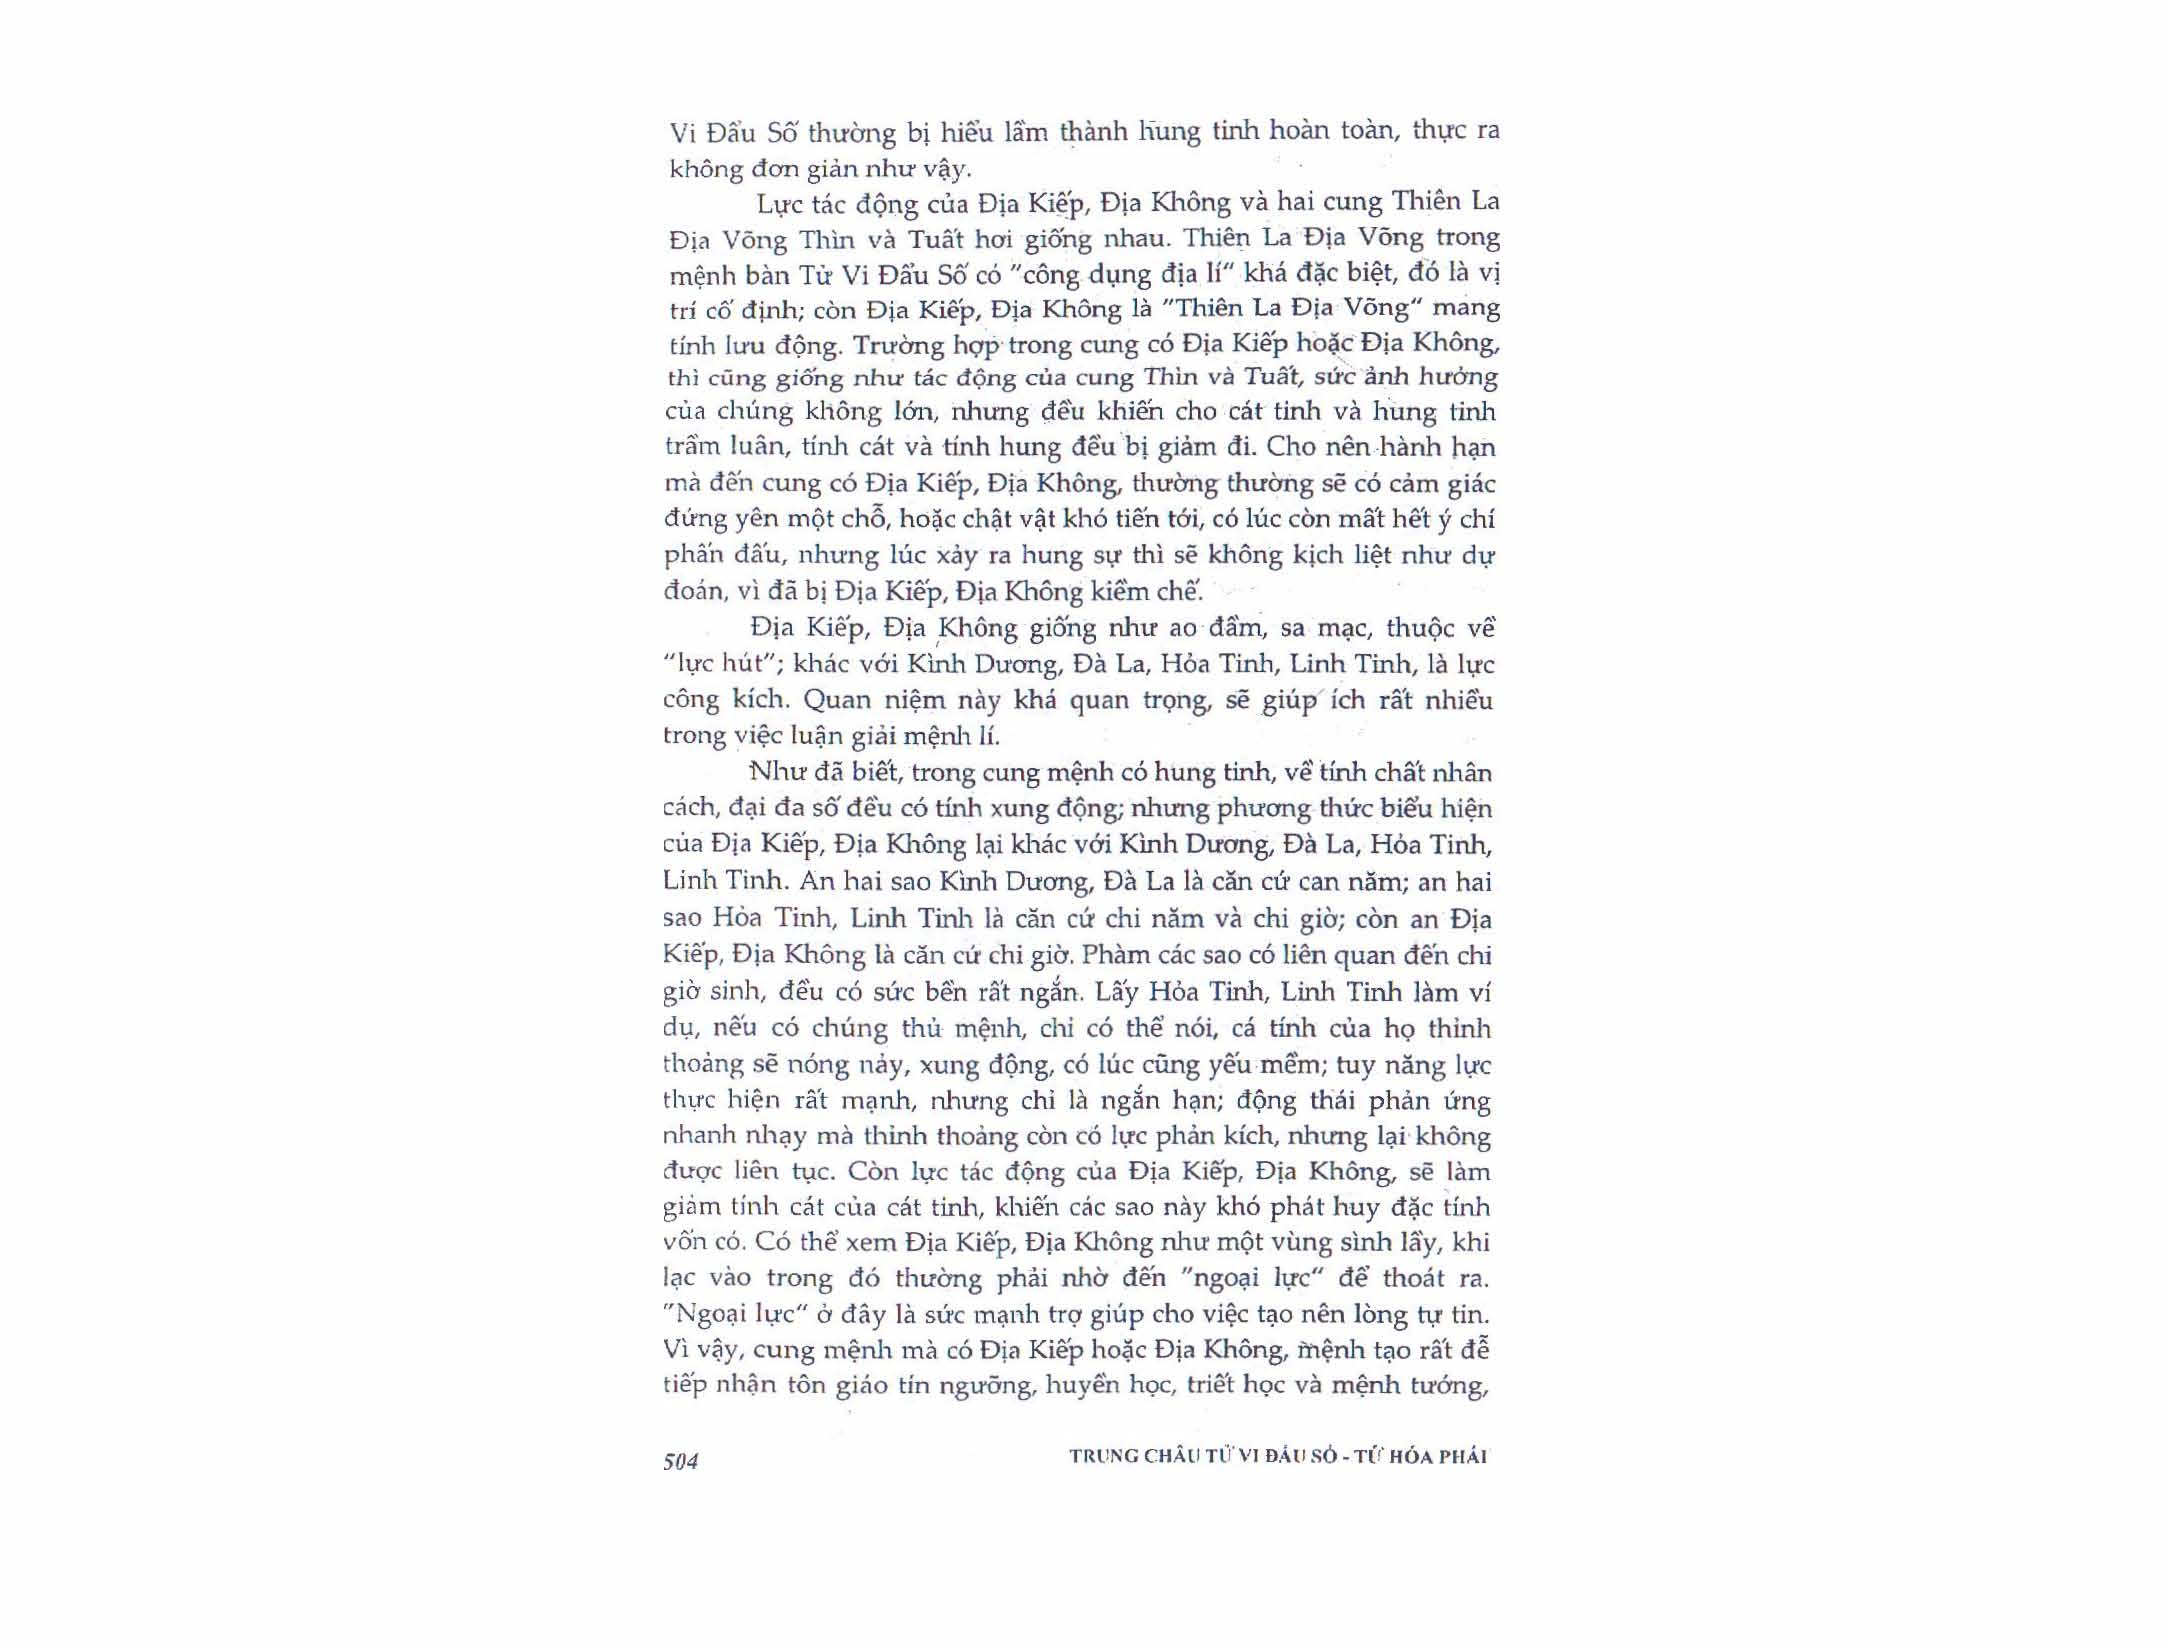 Vi Đẩu Số thường bị hiểu lầm thành hung tinh hoàn toàn, thực ra
không đơn giản như vậy.
Lực tác động của Địa Kiếp, Địa Không và hai cung Thiên La
Địa Võng Thìn và Tuất hơi giống nhau. Thiên La Địa Võng trong
mệnh bàn Tử Vi Đẩu Số có "công dụng địa lí" khá đặc biệt, đó là vị
trí cố định; còn Địa Kiếp, Địa Không là "Thiên La Địa Võng" mang
tính lưu động. Trường hợp trong cung có Địa Kiếp hoặc Địa Không,
thì cũng giống như tác động của cung Thìn và Tuất, sức ảnh hưởng
của chúng không lớn, nhưng đều khiến cho cát tinh và hung tinh
trầm luân, tính cát và tính hung đều bị giảm đi. Cho nên hành hạn
mà đến cung có Địa Kiếp, Địa Không, thường thường sẽ có cảm giác
đứng yên một chỗ, hoặc chật vật khó tiến tới, có lúc còn mất hết ý chí
phấn đấu, nhưng lúc xảy ra hung sự thì sẽ không kịch liệt như dự
đoán, vì đã bị Địa Kiếp, Địa Không kiềm chế.
Địa Kiếp, Địa Không giống như ao đầm, sa mạc, thuộc về
"lực hút"; khác với Kình Dương, Đà La, Hỏa Tinh, Linh Tinh, là lực
công kích. Quan niệm này khá quan trọng, sẽ giúp ích rất nhiều
trong việc luận giải mệnh lí.
Như đã biết, trong cung mệnh có hung tinh, về tính chất nhân
cách, đại đa số đều có tính xung động; nhưng phương thức biểu hiện
của Địa Kiếp, Địa Không lại khác với Kình Dương, Đà La, Hỏa Tinh,
Linh Tinh. An hai sao Kình Dương, Đà La là căn cứ can năm; an hai
sao Hỏa Tinh, Linh Tinh là căn cứ chi năm và chi giờ; còn an Địa
Kiếp, Địa Không là căn cứ chi giờ. Phàm các sao có liên quan đến chi
giờ sinh, đều có sức bền rất ngắn. Lấy Hỏa Tinh, Linh Tinh làm ví
dụ, nếu có chúng thủ mệnh, chỉ có thể nói, cá tính của họ thỉnh
thoảng sẽ nóng nảy, xung động, có lúc cũng yếu mềm; tuy năng lực
thực hiện rất mạnh, nhưng chỉ là ngắn hạn; động thái phản ứng
nhanh nhạy mà thỉnh thoảng còn có lực phản kích, nhưng lại không
được liên tục. Còn lực tác động của Địa Kiếp, Địa Không, sẽ làm
giảm tính cát của cát tinh, khiến các sao này khó phát huy đặc tính
vốn có. Có thể xem Địa Kiếp, Địa Không như một vùng sình lầy, khi
lạc vào trong đó thường phải nhờ đến "ngoại lực" để thoát ra.
"Ngoại lực" ở đây là sức mạnh trợ giúp cho việc tạo nên lòng tự tin.
Vì vậy, cung mệnh mà có Địa Kiếp hoặc Địa Không, mệnh tạo rất dễ
tiếp nhận tôn giáo tín ngưỡng, huyền học, triết học và mệnh tướng,
504 TRUNG CHÂU TỬ VI ĐẨU SỐ - TỨ HÓA PHÁI